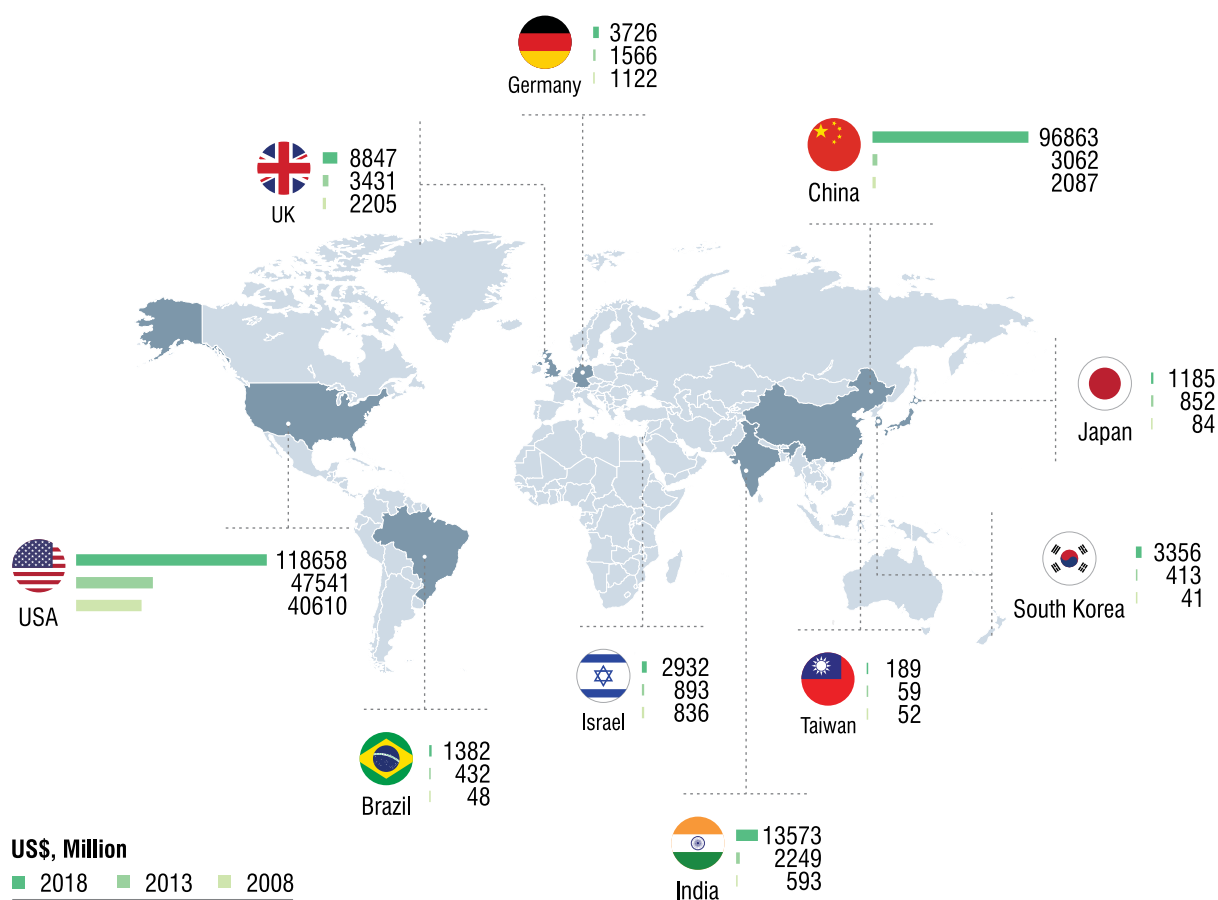 3726
1566
1122
Germany
8847
3431
2205
UK
96863
3062
2087
China
1185
852
84
Japan
118658
47541
40610
USA
3356
413
41
South Korea
2932
893
836
Israel
189
59
52
Taiwan
1382
432
48
Brazil
13573
2249
593
India
US$, Million
2018 2013 2008